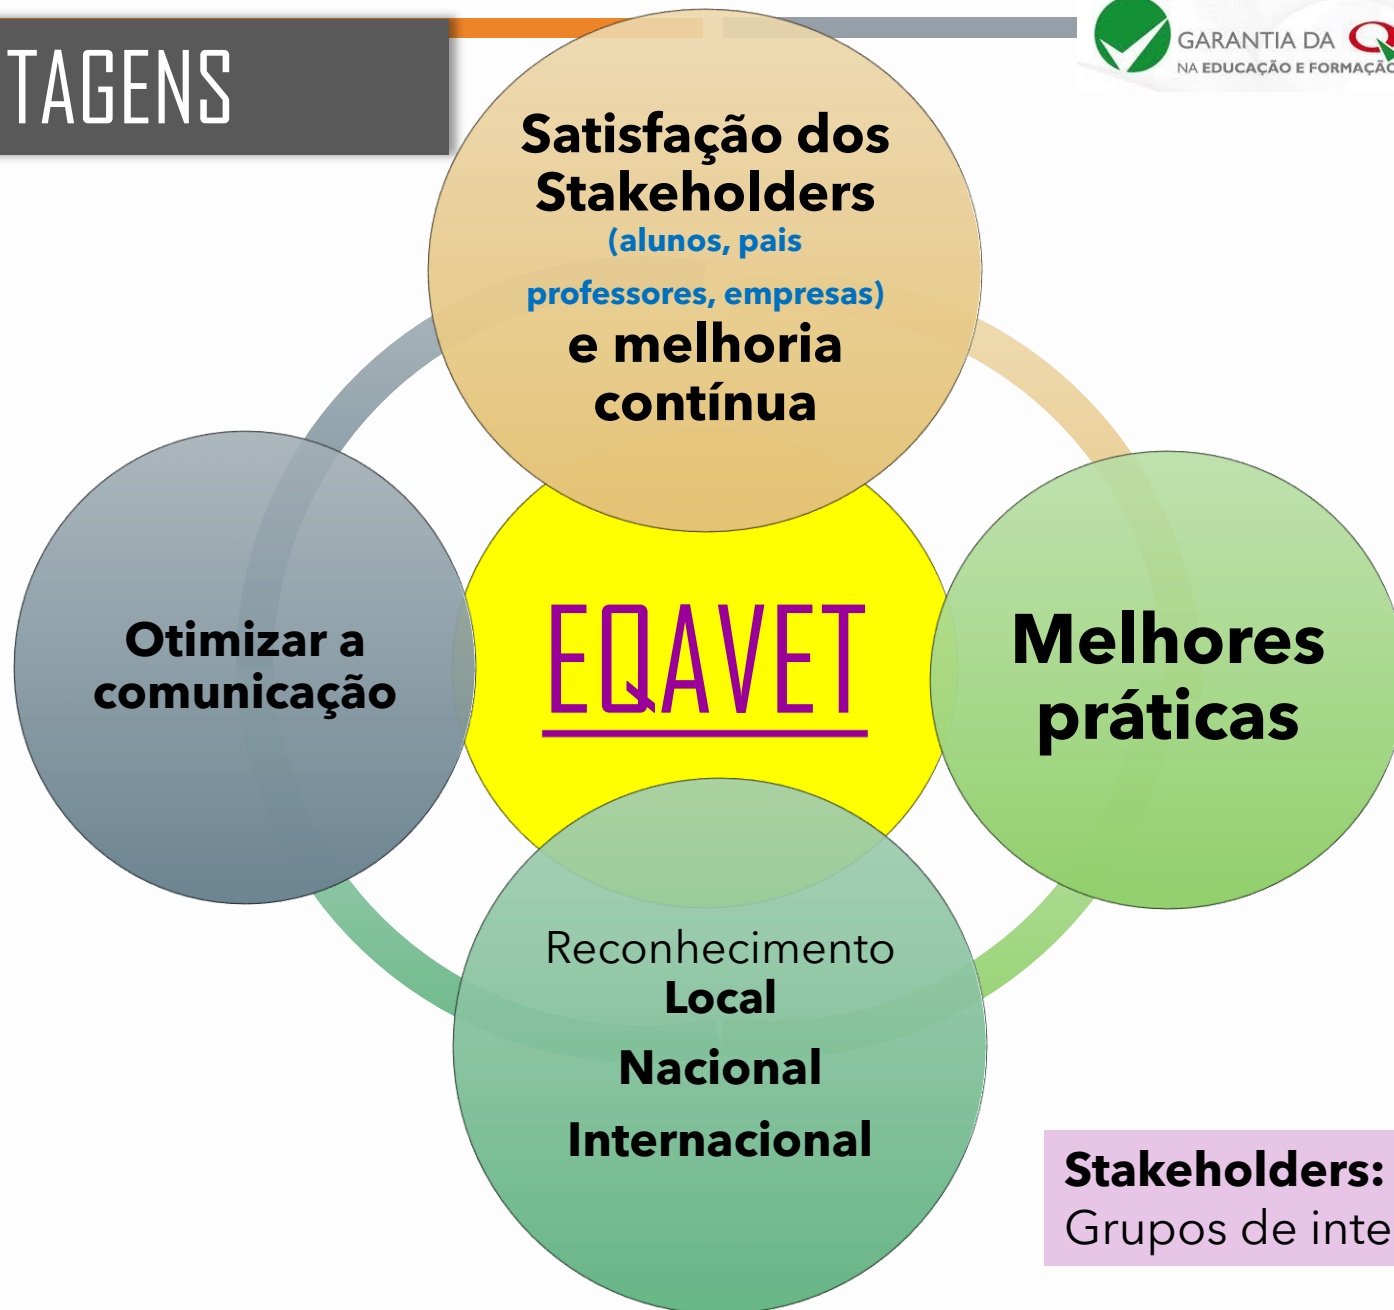 TAGENS
GARANTIA DA Q
NA EDUCAÇÃO E FORMAÇÃO
Satisfação dos
Stakeholders
(alunos, pais
professores, empresas)
e melhoria
contínua
Otimizar a
comunicação
EQAVET
Melhores
práticas
Reconhecimento
Local
Nacional
Internacional
Stakeholders:
Grupos de inte